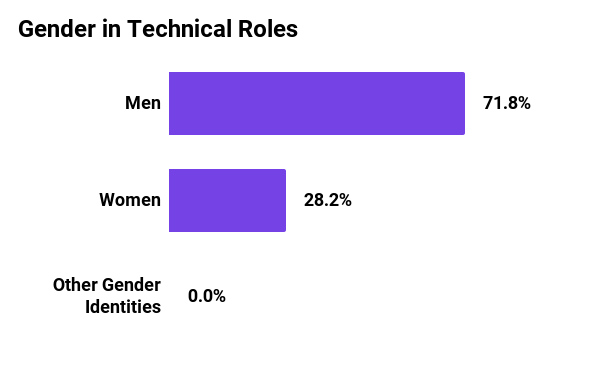 Gender in Technical Roles
Men
71.8%
Women
28.2%
Other Gender
Identities
0.0%